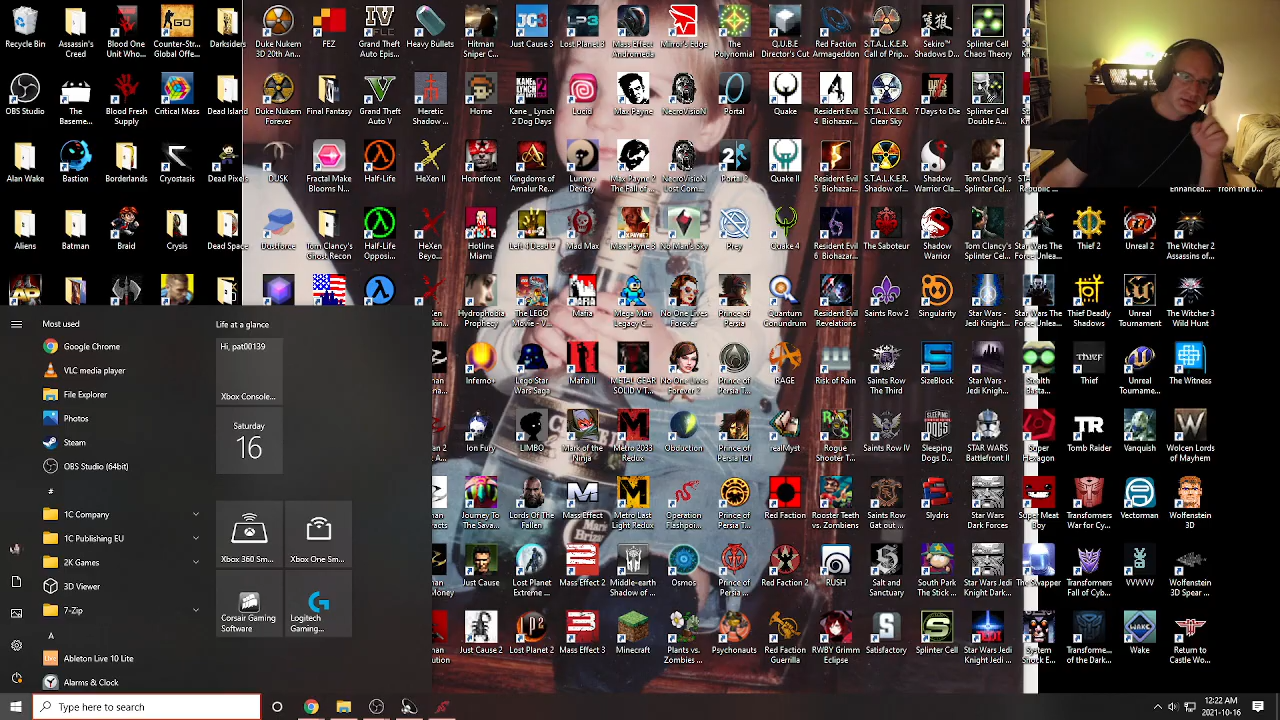 Recycle Bin
Assassin's Creed
Blood One Unit Who...
Counter-Str... Global Offe...
Darksiders
Duke Nukem 3D 20th An...
FEZ
Grand Theft Auto Epis...
Heavy Bullets
Hitman Sniper C...
Just Cause 3
Lost Planet 3
Mass Effect Andromeda
Mirror's Edge
The Polynomial
Q.U.B.E Director's Cut
Red Faction Armageddon
S.T.A.L.K.E.R. Call of Prip...
Sekiro™ Shadows D...
Splinter Cell Chaos Theory
OBS Studio
The Baseme...
Blood Fresh Supply
Critical Mass
Dead Island
Duke Nukem Forever
Final Fantasy
Grand Theft Auto V
Heretic Shadow ...
Home
Kane _ Lynch 2 Dog Days
Lucid
Max Payne
NecroVisioN
Portal
Quake
Resident Evil 4 Biohazar...
S.T.A.L.K.E.R. Clear Sky
7 Days to Die
Splinter Cell Double A...
Alan Wake
Bastion
Borderlands
Cryostasis
Dead Pixels
DUSK
Fractal Make Blooms N...
Half-Life
HeXen II
Homefront
Kingdoms of Amalur Re...
Lunnye Devitsy
Max Payne 2 The Fall of ...
NecroVisioN Lost Com...
Portal 2
Quake II
Resident Evil 5 Biohazar...
S.T.A.L.K.E.R. Shadow of...
Shadow Warrior Cla...
Tom Clancy's Splinter Cel...
Republic ...
Enhanced...
from the D...
Aliens
Batman
Braid
Crysis
Dead Space
Dustforce
Tom Clancy's Ghost Recon
Half-Life Opposi...
HeXen Beyo...
Hotline Miami
Left 4 Dead 2
Mad Max
Max Payne 3
No Man's Sky
Prey
Quake 4
Resident Evil 6 Biohazar...
The Saboteur
Shadow Warrior
Tom Clancy's Splinter Cel...
Star Wars The Force Unlea...
Thief 2
Unreal 2
The Witcher 2 Assassins of...
Hydrophobia Prophecy
The LEGO Movie - V...
Mafia
Mega Man Legacy C...
No One Lives Forever
Prince of Persia
Quantum Conundrum
Resident Evil Revelations
Saints Row 2
Singularity
Star Wars - Jedi Knight...
Star Wars The Force Unlea...
Thief Deadly Shadows
Unreal Tournament
The Witcher 3 Wild Hunt
Inferno+
Lego Star Wars Saga
Mafia II
METAL GEAR SOLID V T...
No One Lives Forever 2
Prince of Persia T...
RAGE
Risk of Rain
Saints Row The Third
SizeBlock
Star Wars - Jedi Knigh...
Stealth Basta...
Thief
Unreal Tourname...
The Witness
Ion Fury
LIMBO
Mark of the Ninja
Metro 2033 Redux
Obduction
Prince of Persia T2T
realMyst
Rogue Shooter T...
Saints Row IV
Sleeping Dogs D...
STAR WARS Battlefront II
Super Hexagon
Tomb Raider
Vanquish
Wolcen Lords of Mayhem
Journey To The Sava...
Lords Of The Fallen
Mass Effect
Metro Last Light Redux
Operation Flashpoi...
Prince of Persia T...
Red Faction
Rooster Teeth vs. Zombiens
Saints Row Gat out ...
Slydris
Star Wars Dark Forces
Super Meat Boy
Transformers War for Cy...
Vectorman
Wolfenstein 3D
Just Cause
Lost Planet Extreme ...
Mass Effect 2
Middle-earth Shadow of ...
Osmos
Prince of Persia ...
Red Faction 2
RUSH
Salt and Sanctuary
South Park The Stick ...
Star Wars Jedi Knight
The Swapper
Transformers Fall of Cyb...
VVVVVV
Wolfenstein 3D Spear ...
Just Cause 2
Lost Planet 2
Mass Effect 3
Minecraft
Plants vs. Zombies ...
Psychonauts
Red Faction Guerrilla
RWBY Grimm Eclipse
Satisfactory
Splinter Cell
Star Wars Jedi Knight Jedi ...
System Shock E...
Transforme... of the Dark...
Wake
Return to Castle Wo...
Most used
Google Chrome
VLC media player
File Explorer
Photos
Steam
OBS Studio (64bit)
#
1C Company
1C Publishing EU
2K Games
3D Viewer
7-Zip
A
Ableton Live 10 Lite
Alarms & Clock
Life at a glance
Hi, pat00139
Xbox Console...
Saturday
16
Xbox 360 Sm...
Xbox One Sm...
Corsair Gaming Software
Logitech Gaming...
Type here to search
12:22 AM
2021-10-16